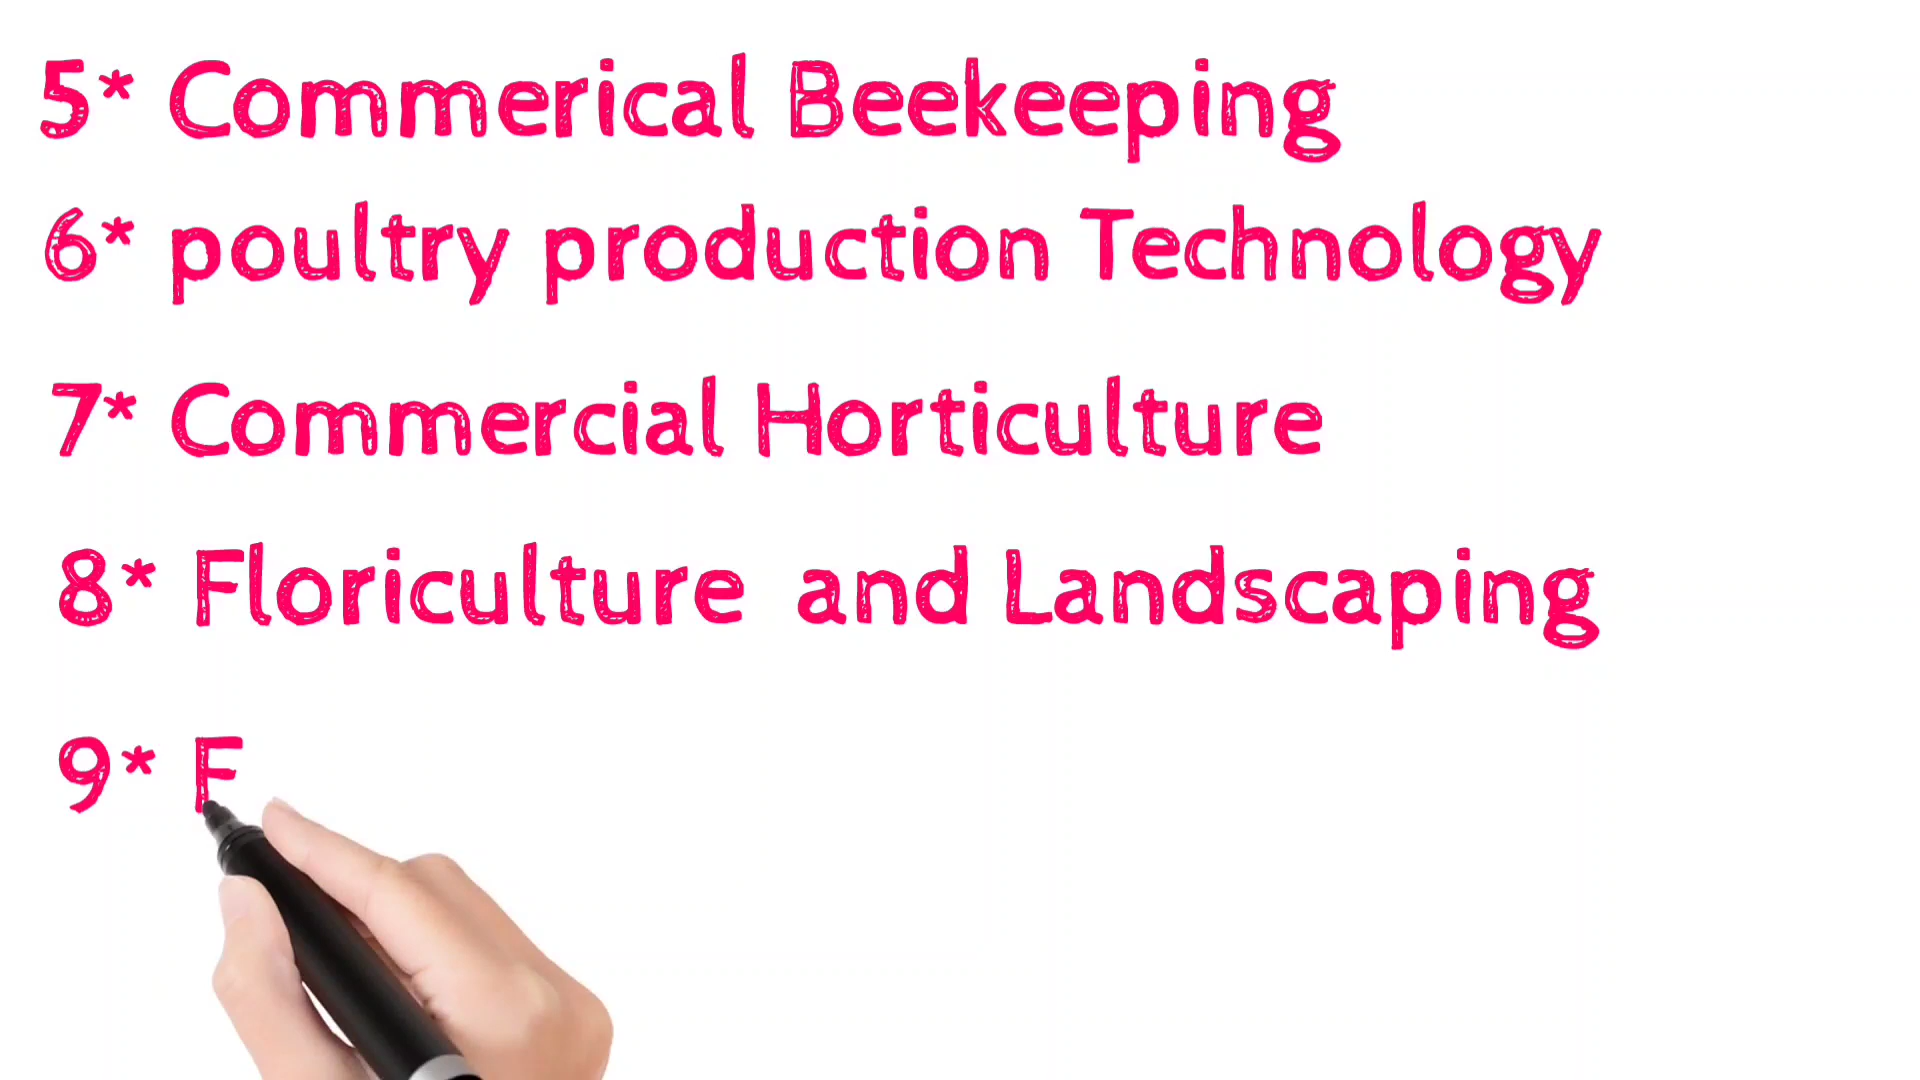 5* Commerical Beekeeping
6* poultry production Technology
7* Commercial Horticulture
8* Floriculture and Landscaping
9* F